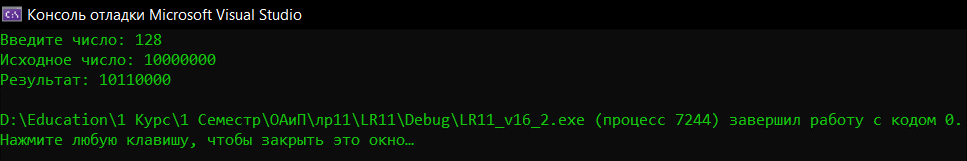 Консоль отладки Microsoft Visual Studio
Введите число: 128
Исходное число: 10000000
Результат: 10110000
D:\Education\1 Курс\1 Семестр\ОАиП\лр11\LR11\Debug\LR11_v16_2.exe (процесс 7244) завершил работу с кодом 0.
Нажмите любую клавишу, чтобы закрыть это окно…